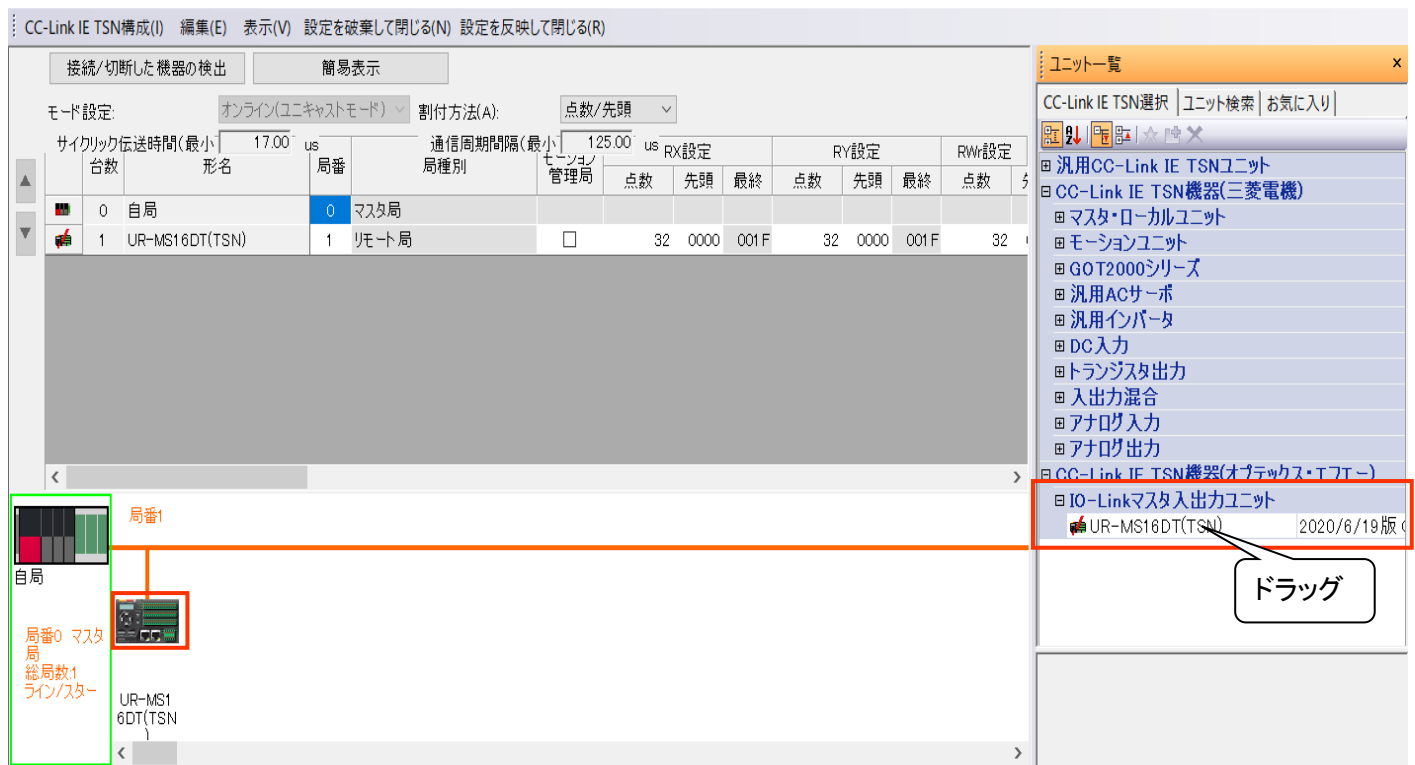 CC-Link IE TSN構成(I) 編集(E) 表示(V) 設定を破棄して閉じる(N) 設定を反映して閉じる(R)
接続/切断した機器の検出 簡易表示
モード設定: オンライン(ユニキャストモード) 割付方法(A): 点数/先頭
サイクリック伝送時間(最小 17.00 us 通信周期間隔(最小 125.00 us
台数 形名 局番 局種別 モーション管理局 RX設定 RY設定 RWr設定
点数 先頭 最終 点数 先頭 最終 点数
0 自局 0 マスタ局
1 UR-MS16DT(TSN) 1 リモート局 32 0000 001F 32 0000 001F 32
自局
局番0 マスタ
局
総局数:1
ライン/スター
局番1
UR-MS1
6DT(TSN
)
ユニット一覧 x
CC-Link IE TSN選択 ユニット検索 お気に入り
汎用CC-Link IE TSNユニット
CC-Link IE TSN機器(三菱電機)
マスタ・ローカルユニット
モーションユニット
GOT2000シリーズ
汎用ACサーボ
汎用インバータ
DC入力
トランジスタ出力
入出力混合
アナログ入力
アナログ出力
CC-Link IE TSN機器(オプテックス・エフエー)
IO-Linkマスタ入出力ユニット
UR-MS16DT(TSN) 2020/6/19版
ドラッグ